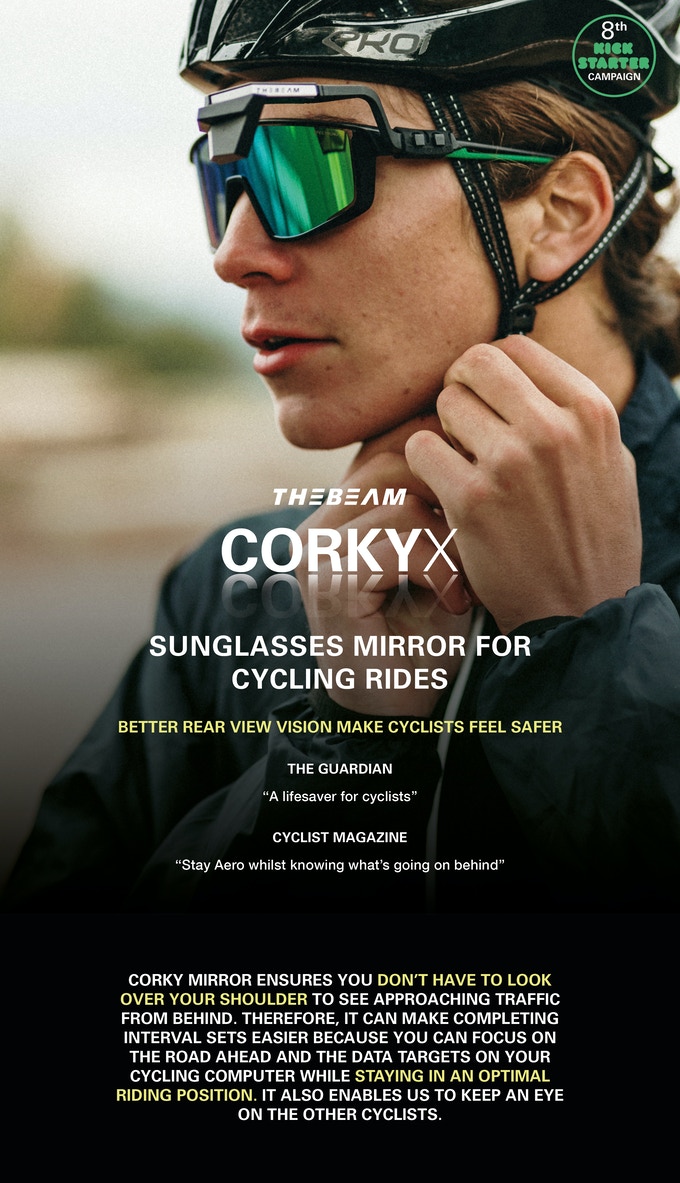 8th
KICK
STARTER
CAMPAIGN
THE BEAM
THE BEAM
CORKYX
SUNGLASSES MIRROR FOR
CYCLING RIDES
BETTER REAR VIEW VISION MAKE CYCLISTS FEEL SAFER
THE GUARDIAN
“A lifesaver for cyclists”
CYCLIST MAGAZINE
“Stay Aero whilst knowing what’s going on behind”
CORKY MIRROR ENSURES YOU DON’T HAVE TO LOOK
OVER YOUR SHOULDER TO SEE APPROACHING TRAFFIC
FROM BEHIND. THEREFORE, IT CAN MAKE COMPLETING
INTERVAL SETS EASIER BECAUSE YOU CAN FOCUS ON
THE ROAD AHEAD AND THE DATA TARGETS ON YOUR
CYCLING COMPUTER WHILE STAYING IN AN OPTIMAL
RIDING POSITION. IT ALSO ENABLES US TO KEEP AN EYE
ON THE OTHER CYCLISTS.